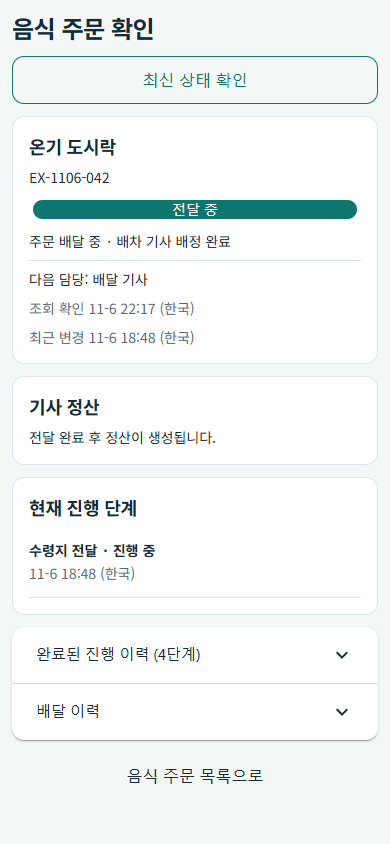 음식 주문 확인
최신 상태 확인
온기 도시락
EX-1106-042
전달 중
주문 배달 중 · 배차 기사 배정 완료
다음 담당: 배달 기사
조회 확인 11-6 22:17 (한국)
최근 변경 11-6 18:48 (한국)
기사 정산
전달 완료 후 정산이 생성됩니다.
현재 진행 단계
수령지 전달 · 진행 중
11-6 18:48 (한국)
완료된 진행 이력 (4단계)
배달 이력
음식 주문 목록으로